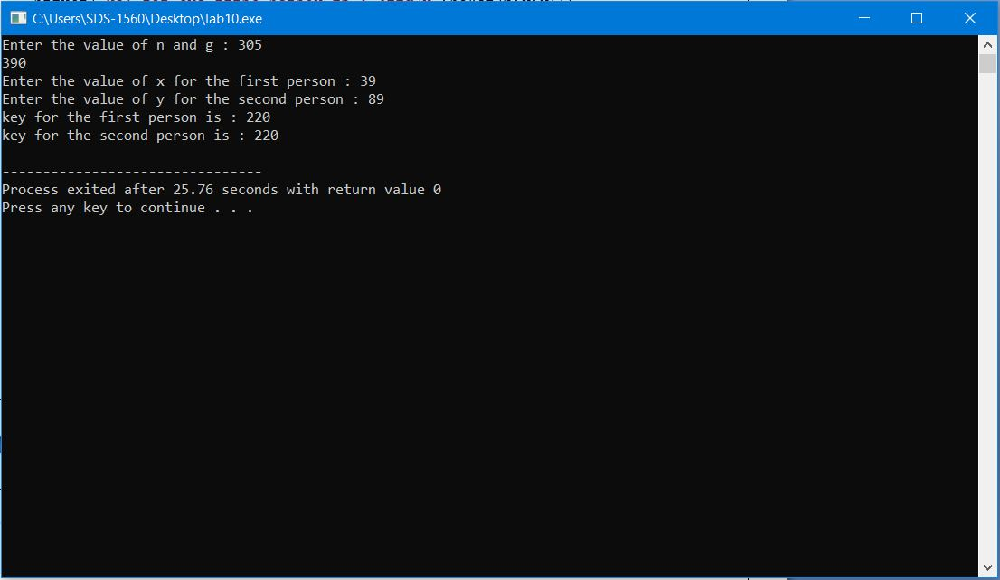 C:\Users\SDS-1560\Desktop\lab10.exe
Enter the value of n and g : 305
390
Enter the value of x for the first person : 39
Enter the value of y for the second person : 89
key for the first person is : 220
key for the second person is : 220
--------------------------------
Process exited after 25.76 seconds with return value 0
Press any key to continue . . .